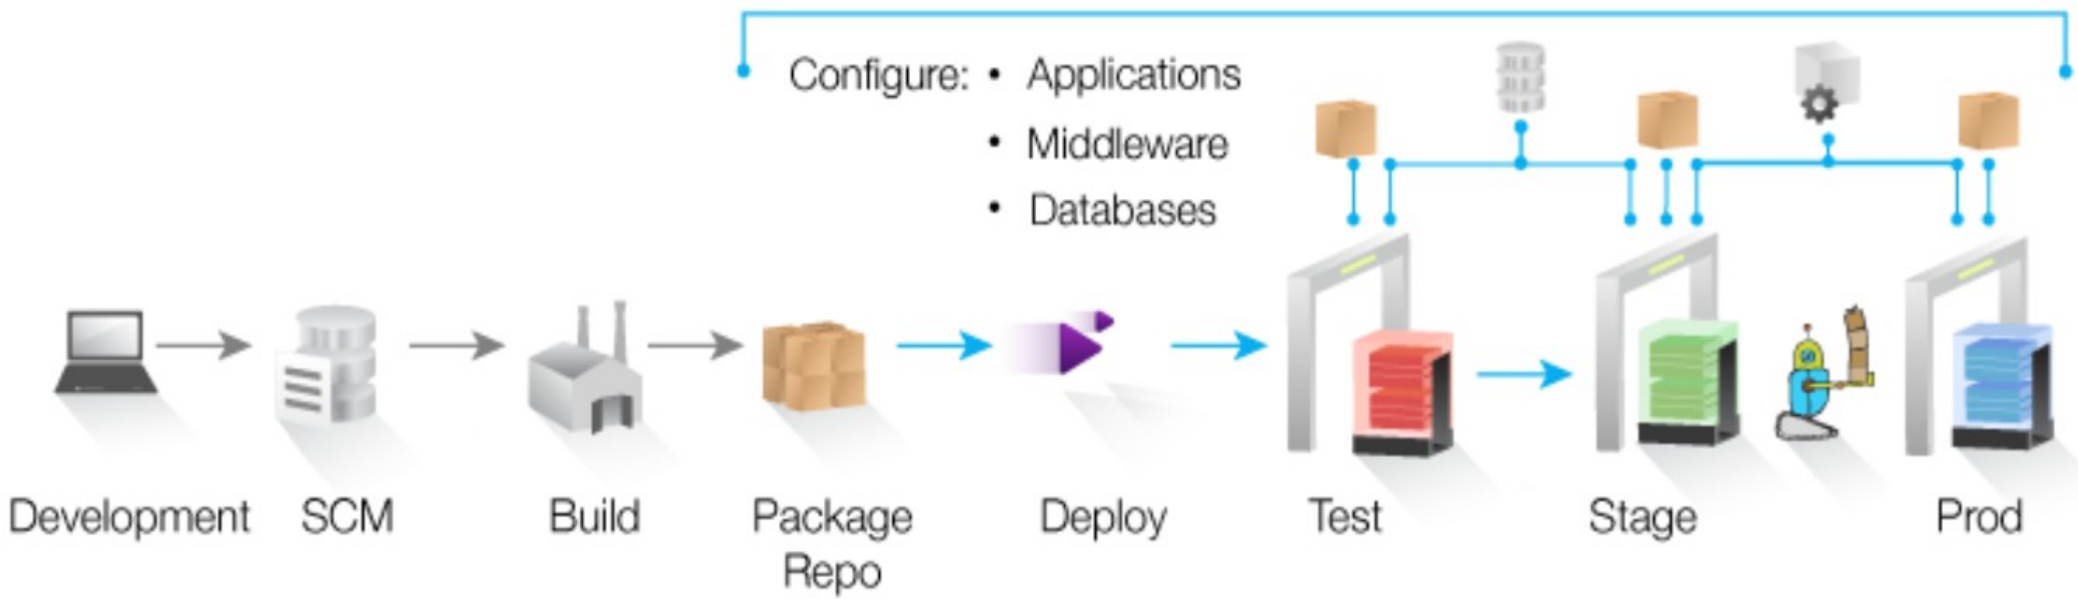 Configure: • Applications
• Middleware
• Databases
Development
SCM
Build
Package
Repo
Deploy
Test
Stage
Prod